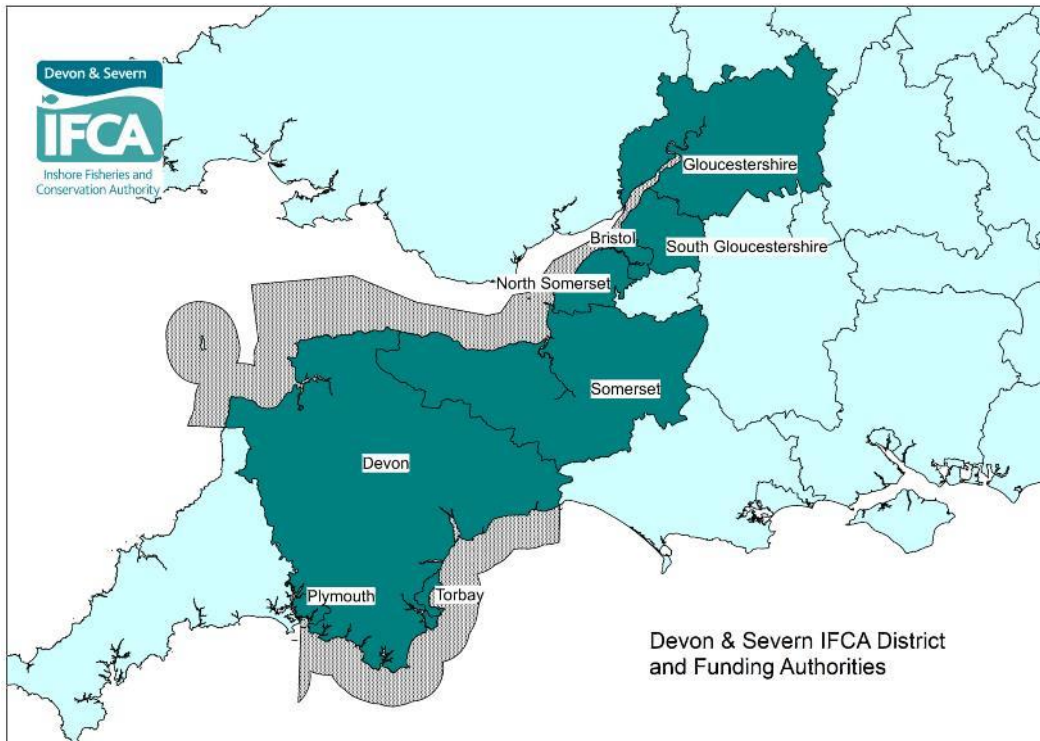 Devon & Severn
IFCA
Inshore Fisheries and
Conservation Authority
Gloucestershire
Bristol
South Gloucestershire
North Somerset
Somerset
Devon
Plymouth
Torbay
Devon & Severn IFCA District
and Funding Authorities